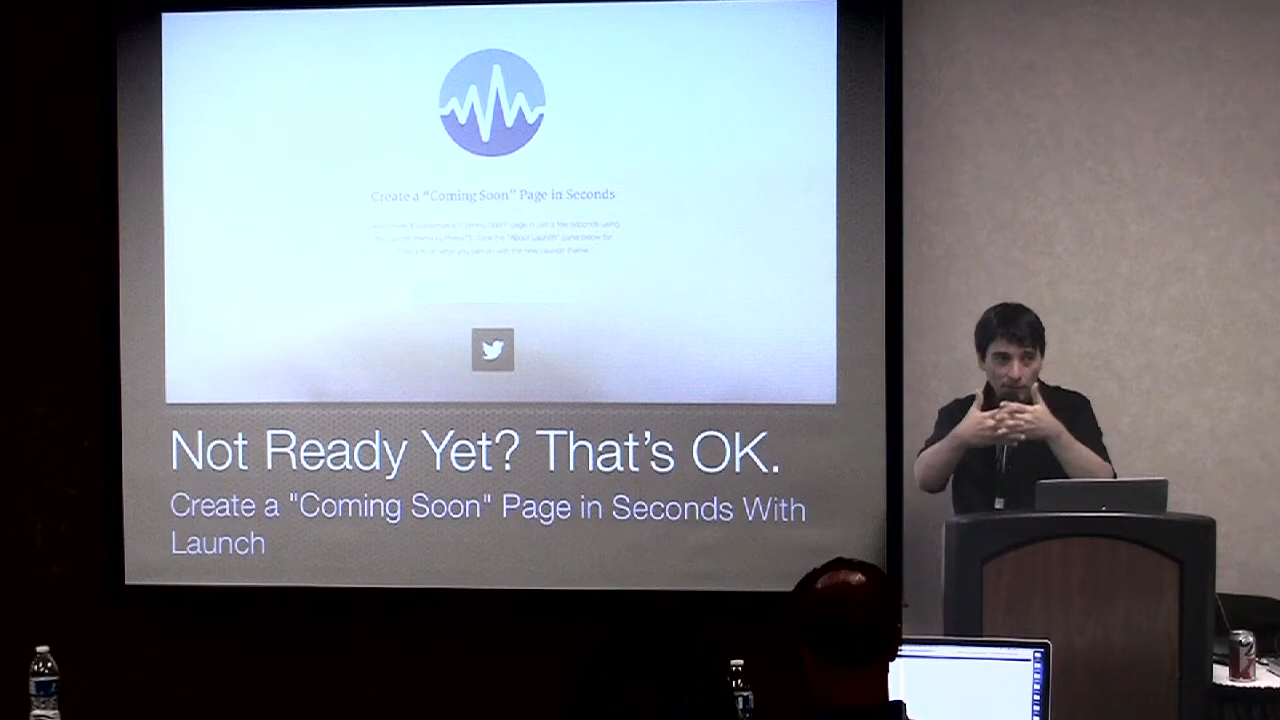 Create a “Coming Soon” Page in Seconds
Not Ready Yet? That’s OK.
Create a "Coming Soon" Page in Seconds With
Launch